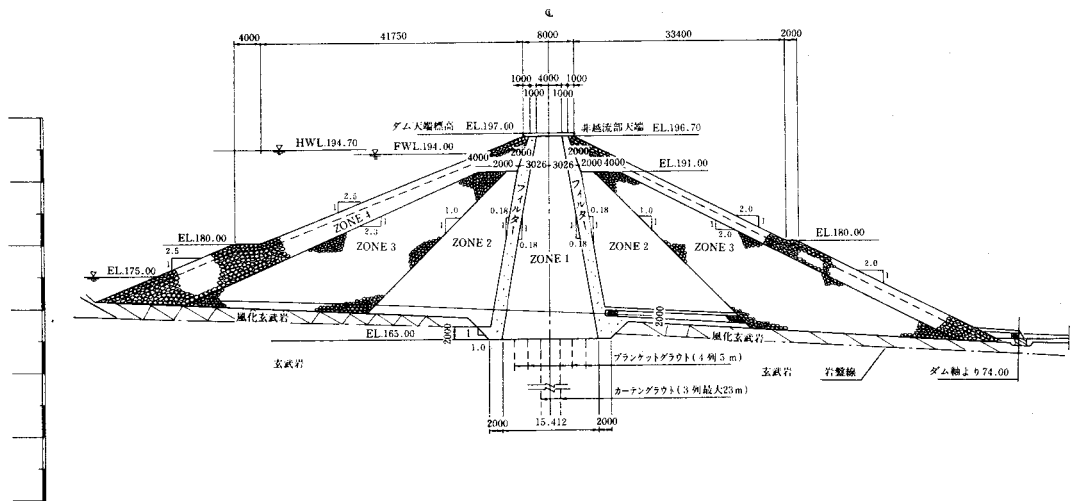 ℄
4000 41750 8000 33400 2000
1000 4000 1000
1000 1000
ダム天端標高 EL.197.00
非越流部天端 EL.196.70
HWL.194.70
FWL.194.00
4000 2000 2000 3026 3026 2000 2000 4000
EL.191.00
2.5
1
ZONE 4
2.3
1
ZONE 3
1.0
1
ZONE 2
フィルター
0.18
1
0.18
ZONE 1
フィルター
0.18
1
0.18
1.0
1
ZONE 2
ZONE 3
2.0
1
2.0
1
EL.180.00
EL.180.00
2.5
1
2.0
1
EL.175.00
風化玄武岩
2000
EL.165.00
1
1.0
2000
風化玄武岩
玄武岩
ブランケットグラウト(4列5m)
玄武岩
岩盤線
ダム軸より74.00
カーテングラウト(3列最大23m)
2000 15.412 2000